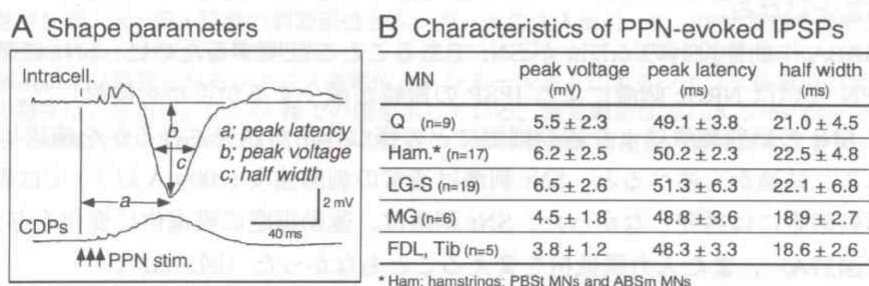 A Shape parameters
Intracell.
b
a; peak latency
b; peak voltage
c; half width
c
a
2 mV
40 ms
CDPs
PPN stim.
B Characteristics of PPN-evoked IPSPs
MN peak voltage (mV) peak latency (ms) half width (ms)
Q (n=9) 5.5 ± 2.8 49.1 ± 3.8 21.0 ± 4.5
Ham.* (n=17) 6.2 ± 2.5 50.2 ± 2.3 22.5 ± 4.8
LG-S (n=19) 6.5 ± 2.6 51.3 ± 6.3 22.1 ± 6.8
MG (n=6) 4.5 ± 1.8 48.8 ± 3.6 18.9 ± 2.7
FDL, Tib (n=5) 3.8 ± 1.2 48.3 ± 3.3 18.6 ± 2.6
* Ham: hamstrings: PBSt MNs and ABSm MNs